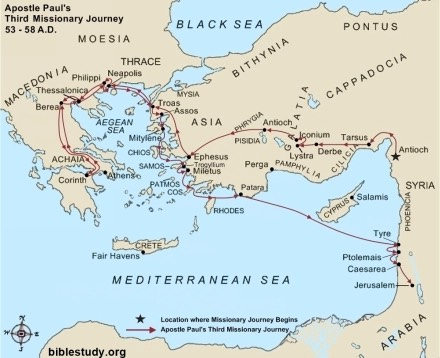 Apostle Paul's
Third Missionary Journey
53 - 58 A.D.
BLACK SEA
MOESIA
PONTUS
THRACE
BITHYNIA
MACEDONIA
Philippi
Neapolis
Thessalonica
Berea
CAPPADOCIA
MYSIA
Troas
Assos
AEGEAN
SEA
ASIA
PHRYGIA
GALATIA
Mitylene
Antioch
PISIDIA
Iconium
Lystra
Derbe
Tarsus
CILICIA
Antioch
CHIOS
ACHAIA
Ephesus
Trogyllium
SAMOS
Miletus
Corinth
Athens
Perga
PAMPHYLIA
PATMOS
COS
Patara
RHODES
SYRIA
CYPRUS
Salamis
PHOENICIA
CRETE
Fair Havens
Tyre
Ptolemais
Caesarea
Jerusalem
MEDITERRANEAN SEA
ARABIA
Location where Missionary Journey Begins
Apostle Paul's Third Missionary Journey
biblestudy.org